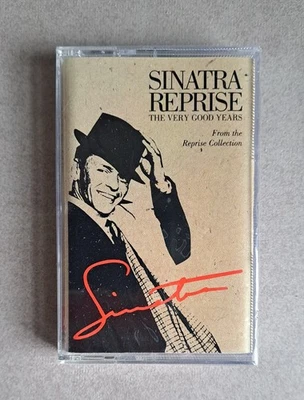 SINATRA
REPRISE
THE VERY GOOD YEARS
From the
Reprise Collection
Sinatra